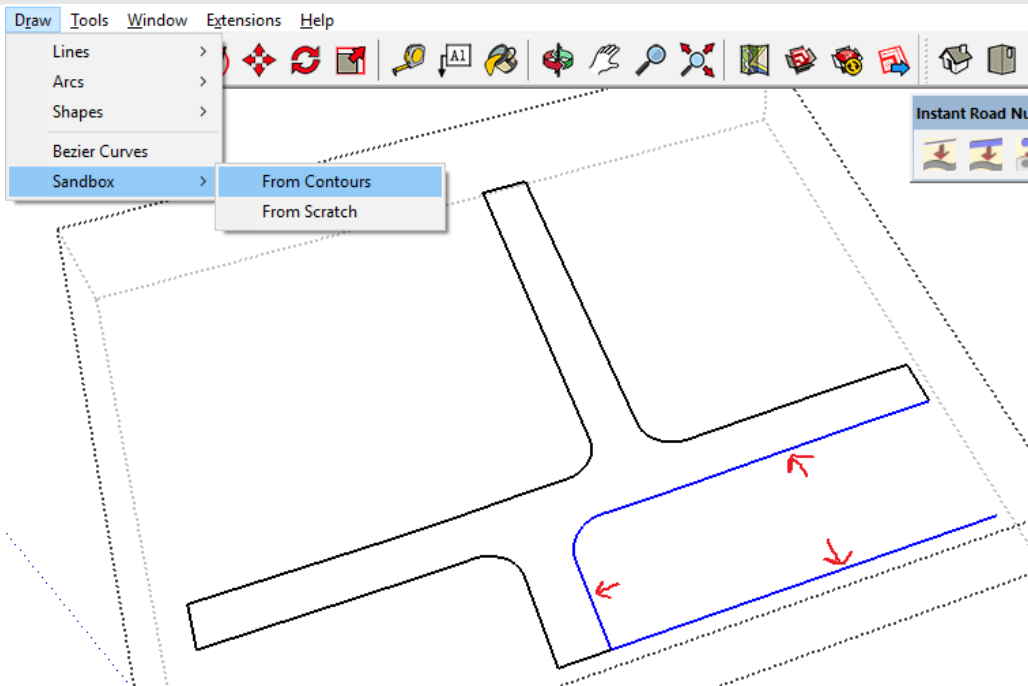 Draw Tools Window Extensions Help
Lines
Arcs
Shapes
Bezier Curves
Sandbox
From Contours
From Scratch
A1
Instant Road Nu